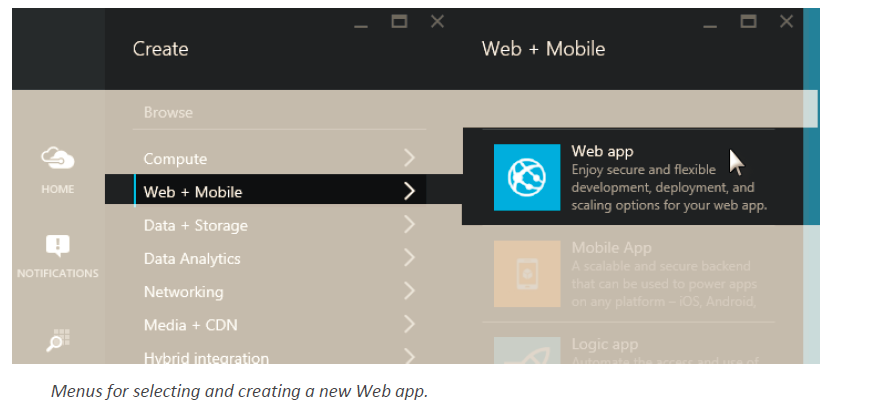 Create
Web + Mobile
Browse
HOME
NOTIFICATIONS
Compute
Web + Mobile
Data + Storage
Data Analytics
Networking
Media + CDN
Hybrid integration
Web app
Enjoy secure and flexible
development, deployment, and
scaling options for your web app.
Mobile App
A scalable and secure backend
that can be used to power apps
on any platform – iOS, Android,
Logic app
Automate the access and use of
Menus for selecting and creating a new Web app.